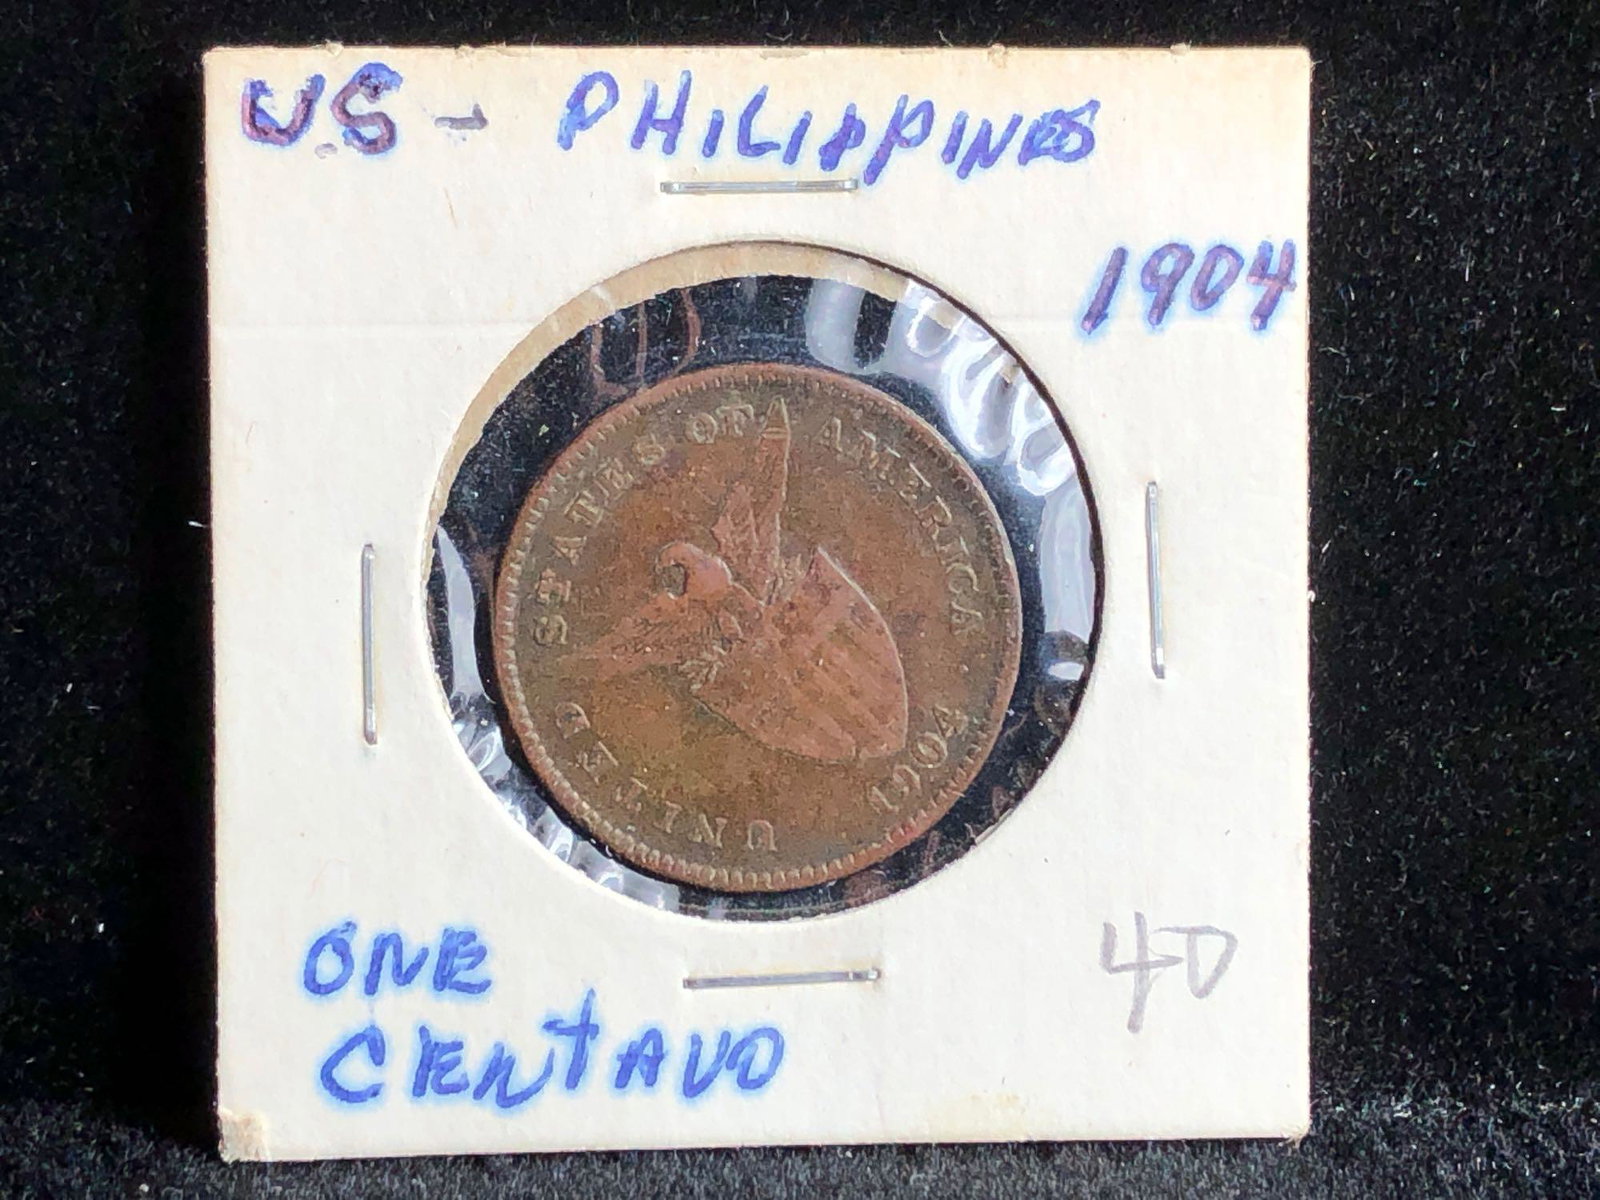 US - PHILIPPINES
1904
UNITED STATES OF AMERICA
1904
ONE
CENTAVO
40